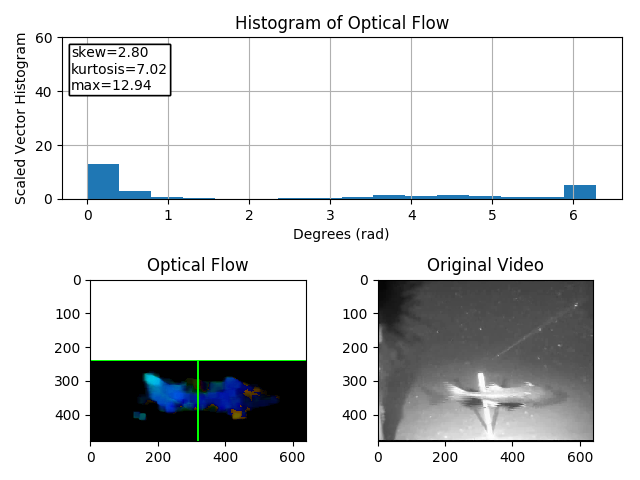 Histogram of Optical Flow
Scaled Vector Histogram
60
40
20
0
skew=2.80
kurtosis=7.02
max=12.94
0 1 2 3 4 5 6
Degrees (rad)
Optical Flow
0
100
200
300
400
0 200 400 600
Original Video
0
100
200
300
400
0 200 400 600